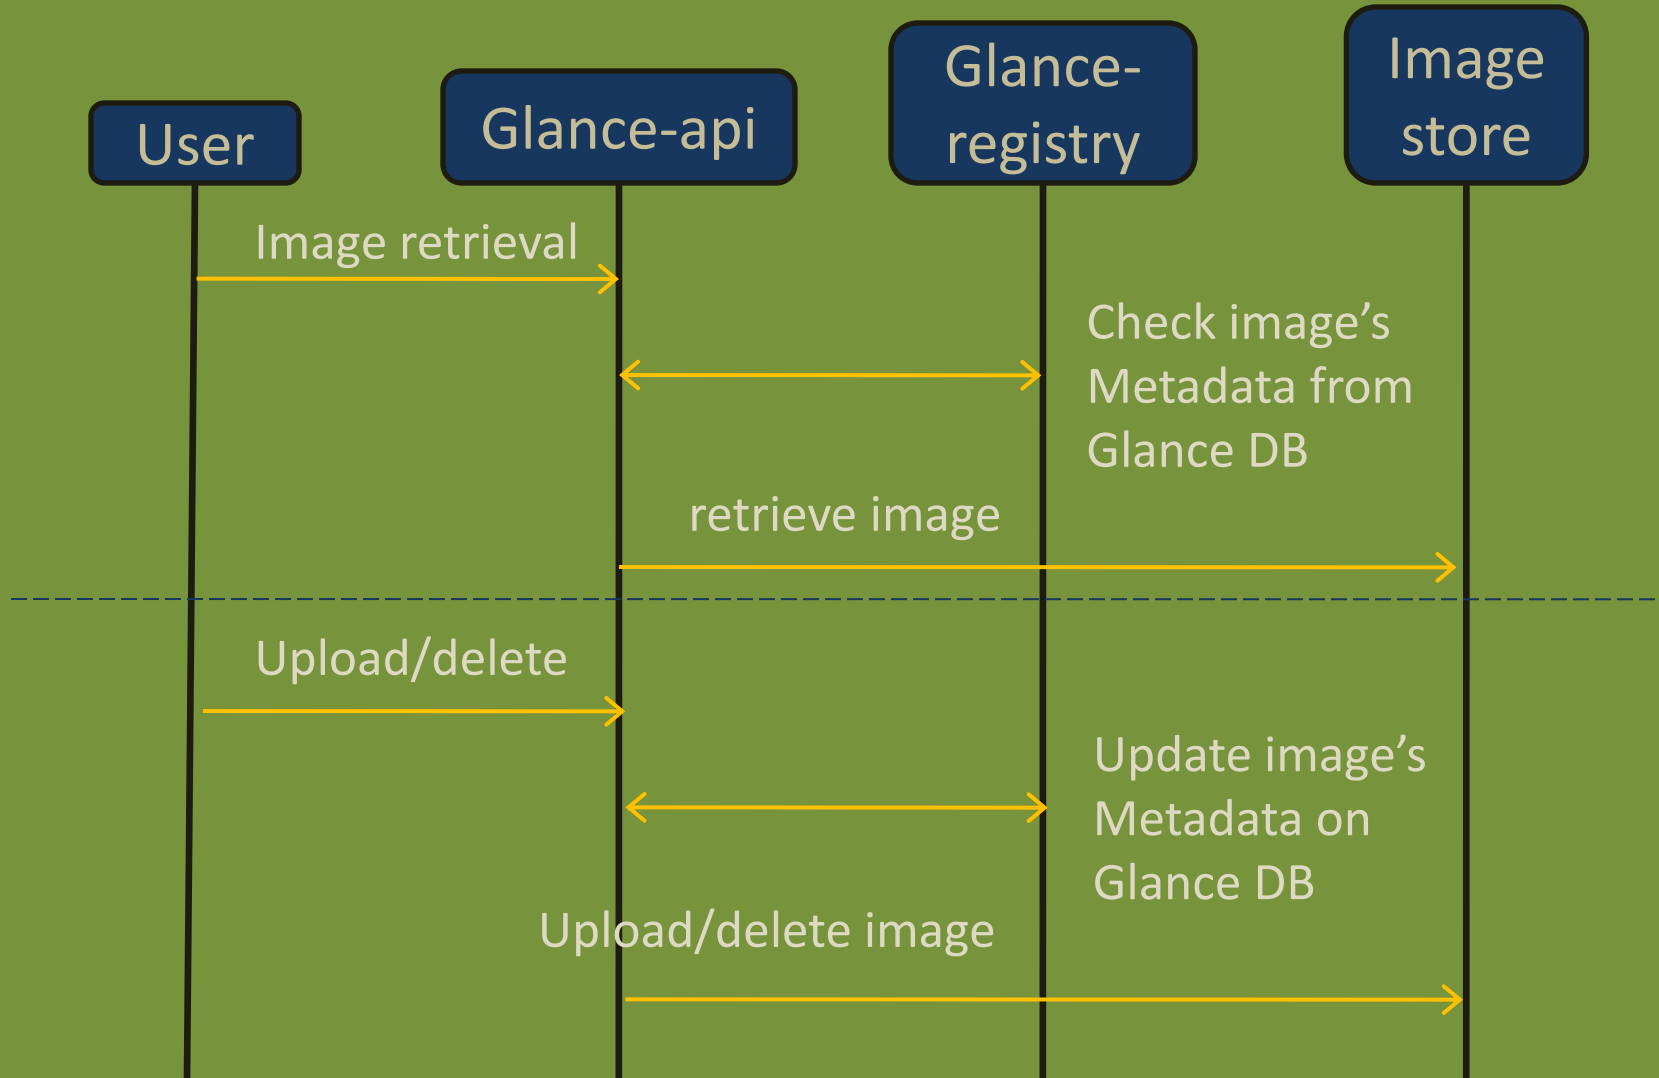 User
Glance-api
Glance-
registry
Image
store
Image retrieval
Check image’s
Metadata from
Glance DB
retrieve image
Upload/delete
Update image’s
Metadata on
Glance DB
Upload/delete image